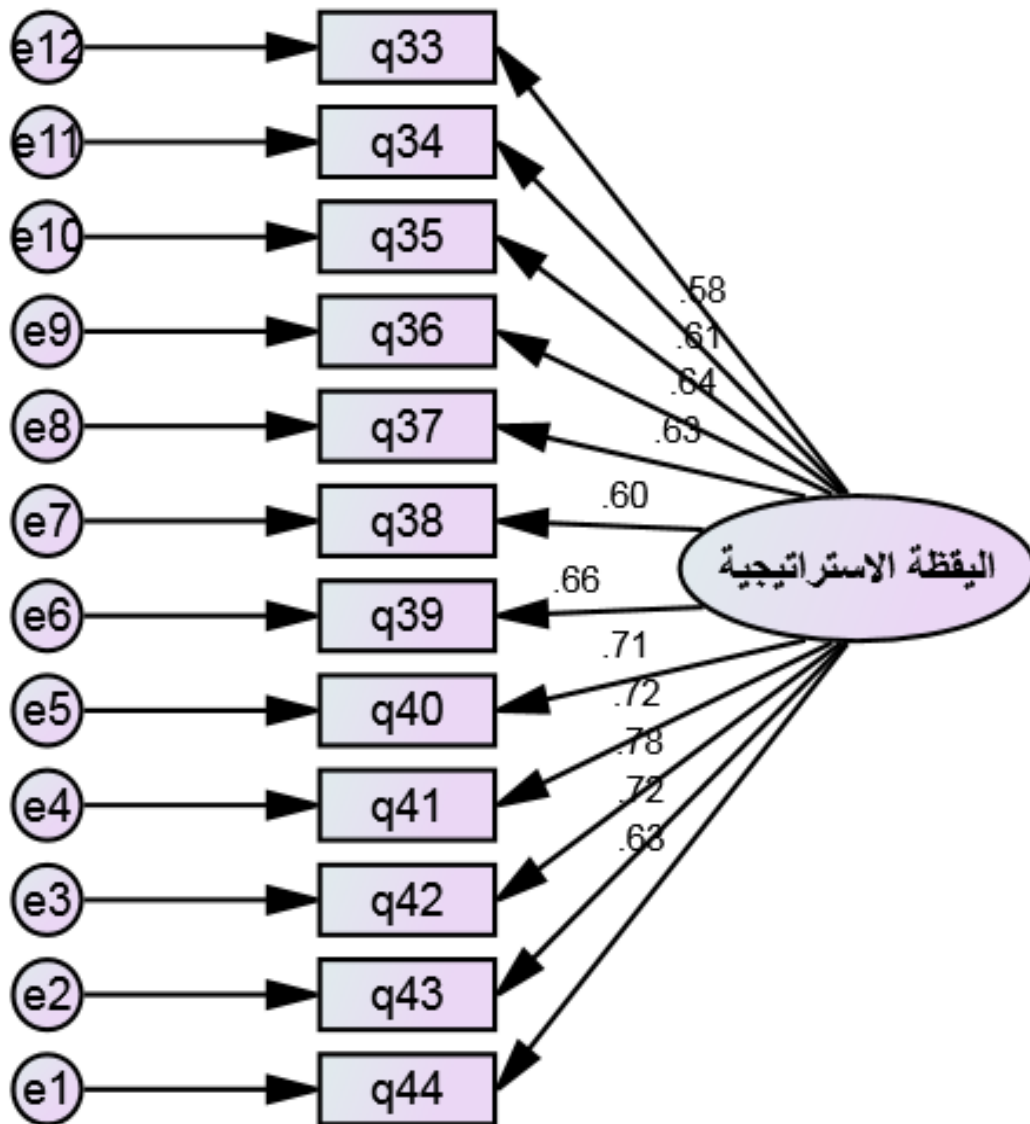 e12 q33
e11 q34
e10 q35
.58
e9 q36
.61
.64
e8 q37
.63
e7 q38
.60
اليقظة الاستراتيجية
.66
e6 q39
.71
e5 q40
.72
.78
e4 q41
.72
.63
e3 q42
e2 q43
e1 q44